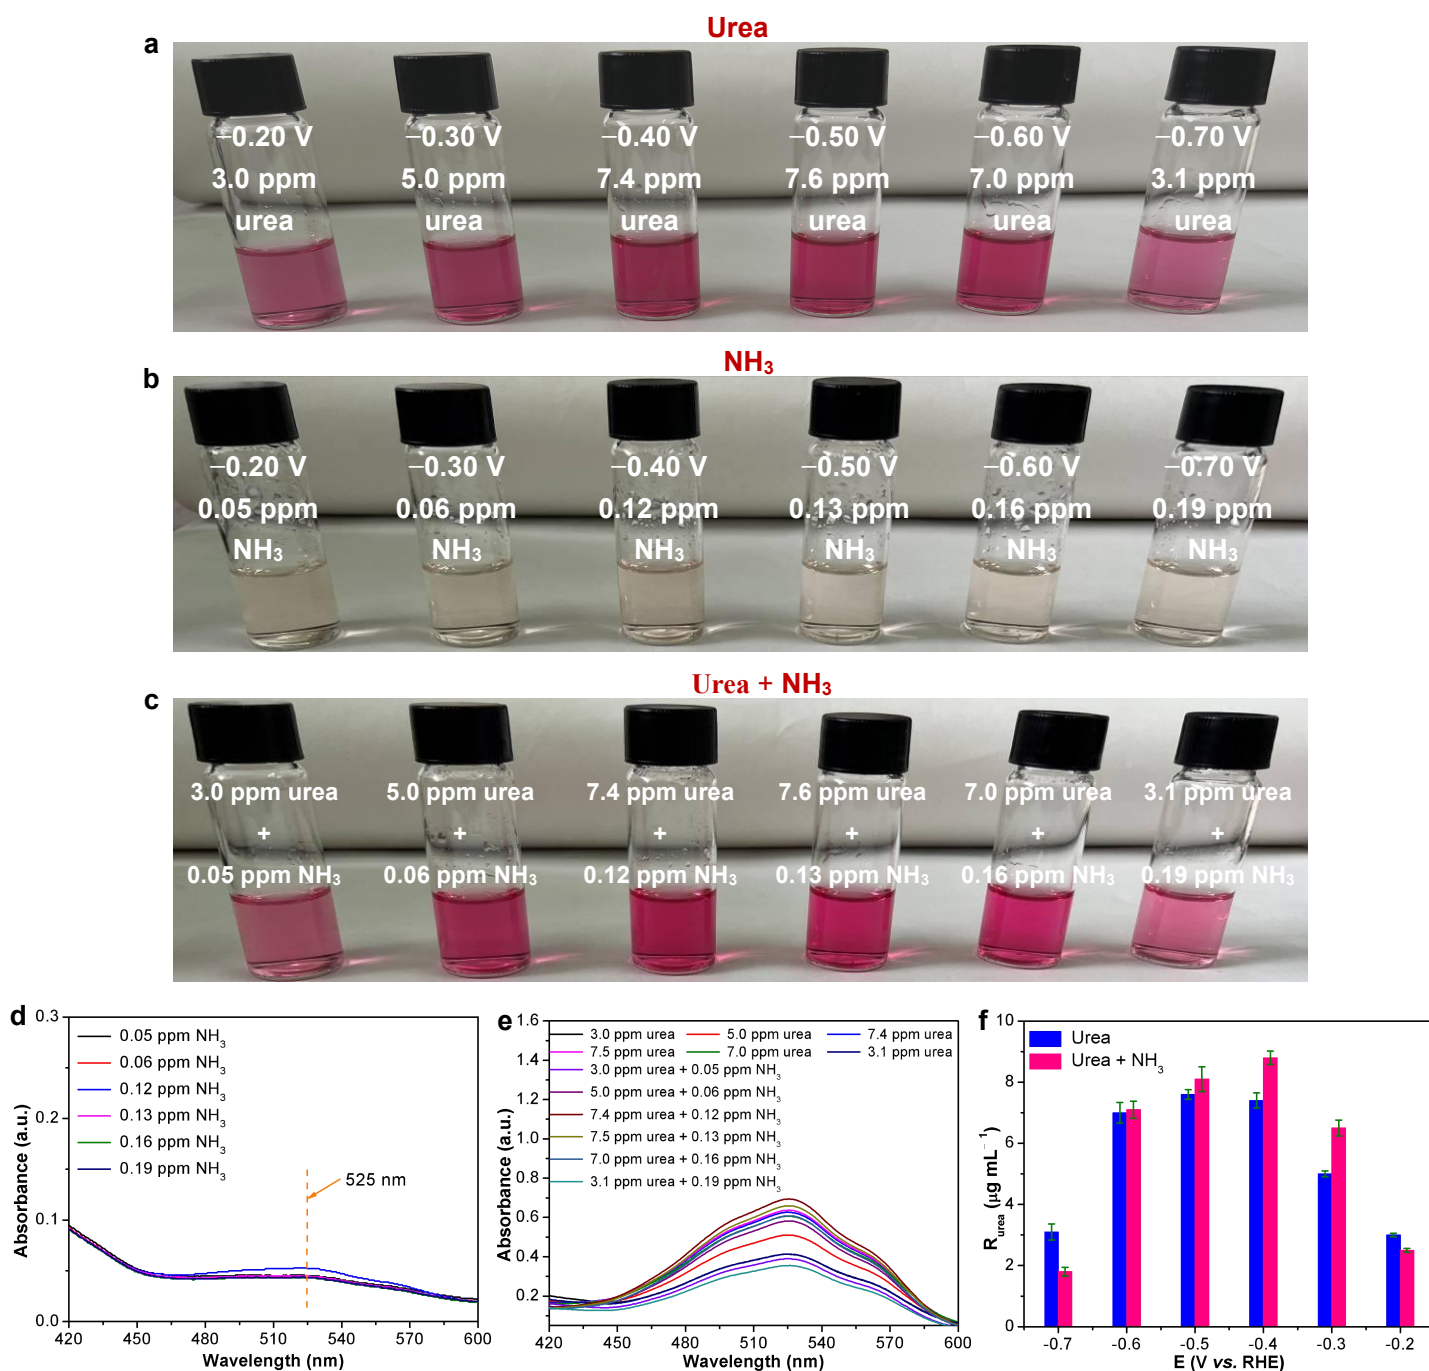 Urea
a
−0.20 V −0.30 V −0.40 V −0.50 V −0.60 V −0.70 V
3.0 ppm 5.0 ppm 7.4 ppm 7.6 ppm 7.0 ppm 3.1 ppm
urea urea urea urea urea urea
NH₃
b
−0.20 V −0.30 V −0.40 V −0.50 V −0.60 V −0.70 V
0.05 ppm 0.06 ppm 0.12 ppm 0.13 ppm 0.16 ppm 0.19 ppm
NH₃ NH₃ NH₃ NH₃ NH₃ NH₃
Urea + NH₃
c
3.0 ppm urea 5.0 ppm urea 7.4 ppm urea 7.6 ppm urea 7.0 ppm urea 3.1 ppm urea
+ + + + + +
0.05 ppm NH₃ 0.06 ppm NH₃ 0.12 ppm NH₃ 0.13 ppm NH₃ 0.16 ppm NH₃ 0.19 ppm NH₃
d
0.3
0.2
0.1
0.0
Absorbance (a.u.)
0.05 ppm NH₃
0.06 ppm NH₃
0.12 ppm NH₃
0.13 ppm NH₃
0.16 ppm NH₃
0.19 ppm NH₃
525 nm
420 450 480 510 540 570 600
Wavelength (nm)
e
1.6
1.4
1.2
1.0
0.8
0.6
0.4
0.2
Absorbance (a.u.)
3.0 ppm urea 5.0 ppm urea 7.4 ppm urea
7.5 ppm urea 7.0 ppm urea 3.1 ppm urea
3.0 ppm urea + 0.05 ppm NH₃
5.0 ppm urea + 0.06 ppm NH₃
7.4 ppm urea + 0.12 ppm NH₃
7.5 ppm urea + 0.13 ppm NH₃
7.0 ppm urea + 0.16 ppm NH₃
3.1 ppm urea + 0.19 ppm NH₃
420 450 480 510 540 570 600
Wavelength (nm)
f
10
8
6
4
2
0
R_urea (μg mL⁻¹)
Urea
Urea + NH₃
-0.7 -0.6 -0.5 -0.4 -0.3 -0.2
E (V vs. RHE)